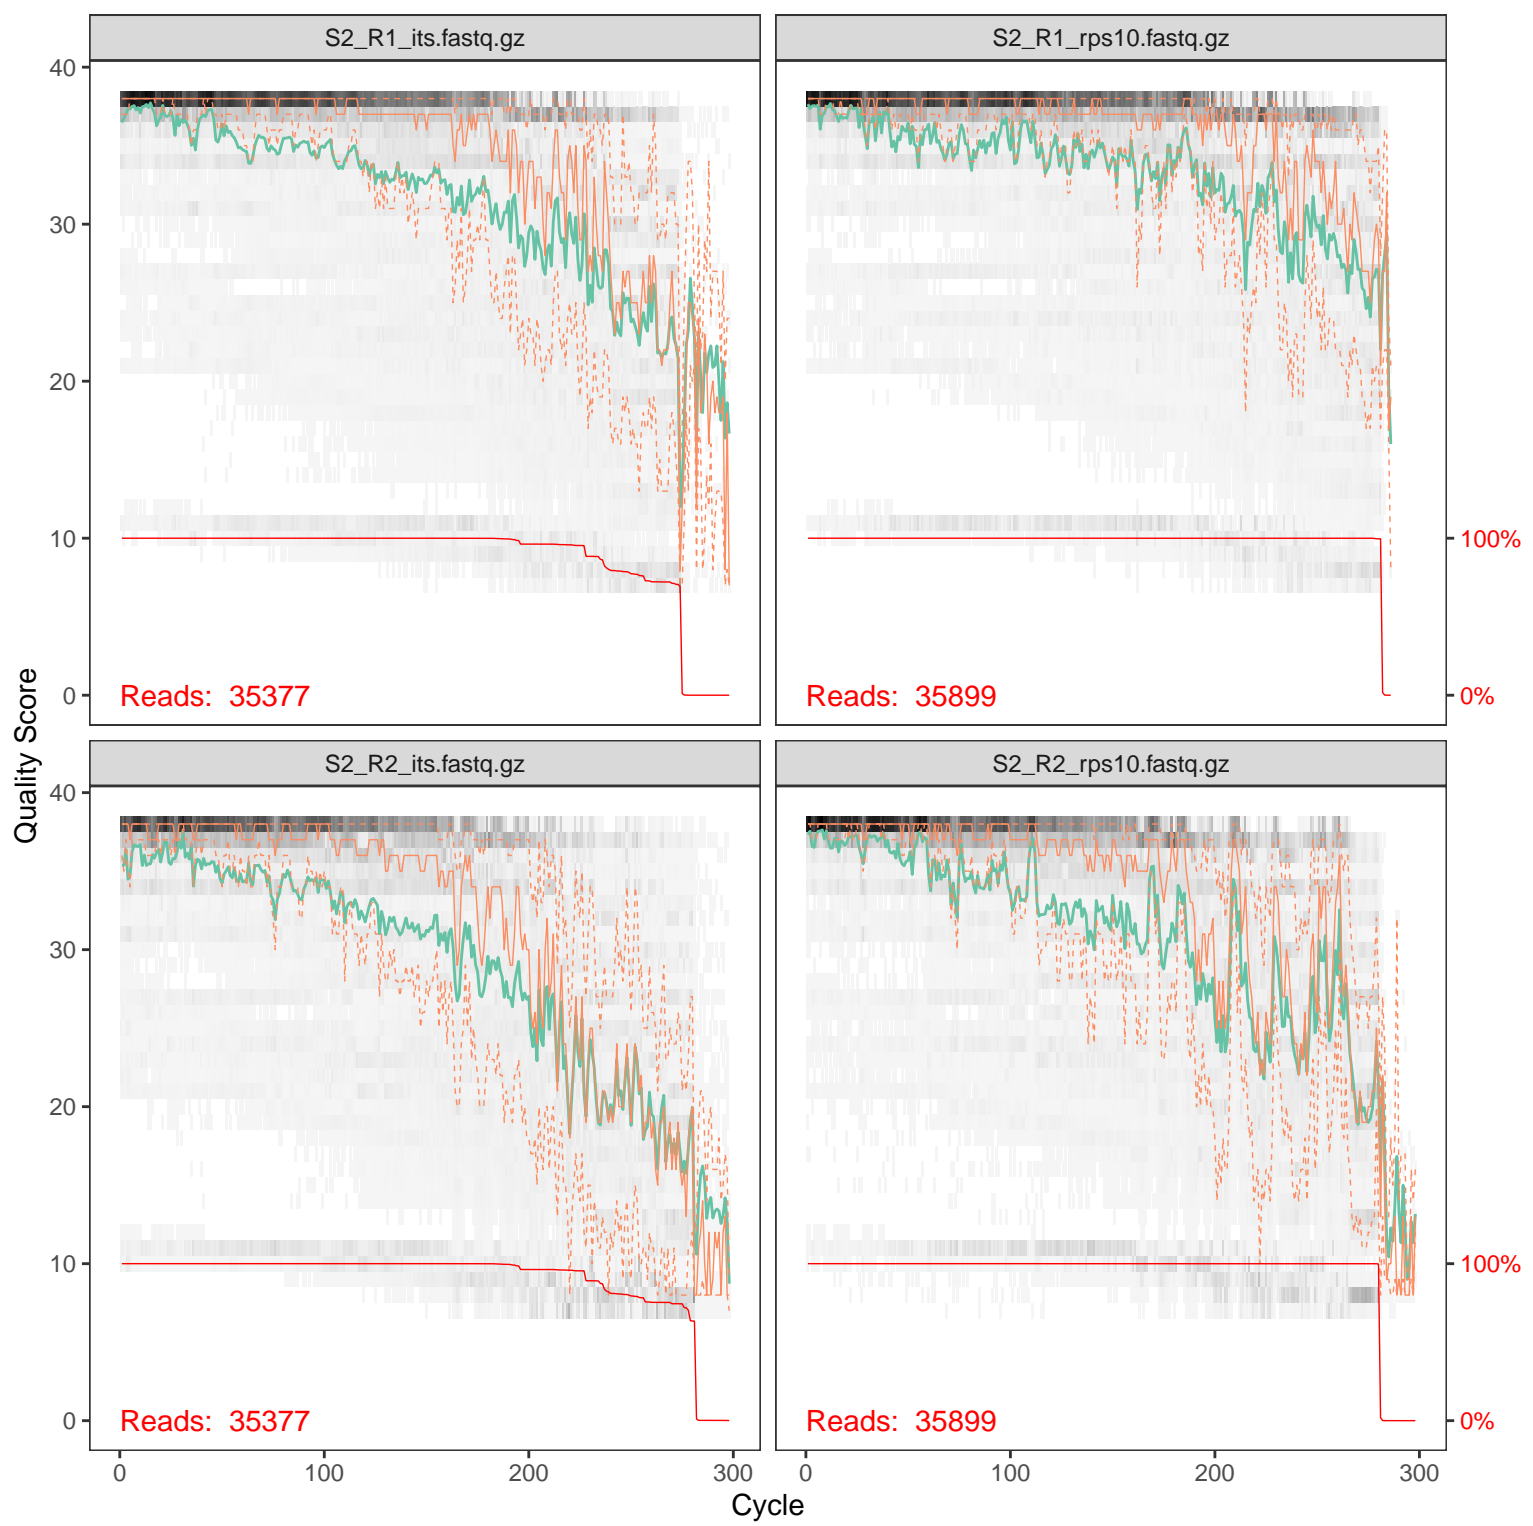 S2_R1_its.fastq.gz
S2_R1_rps10.fastq.gz
40
30
20
10
0
100%
0%
Reads: 35377
Reads: 35899
Quality Score
S2_R2_its.fastq.gz
S2_R2_rps10.fastq.gz
40
30
20
10
0
100%
0%
Reads: 35377
Reads: 35899
0
100
200
300
0
100
200
300
Cycle